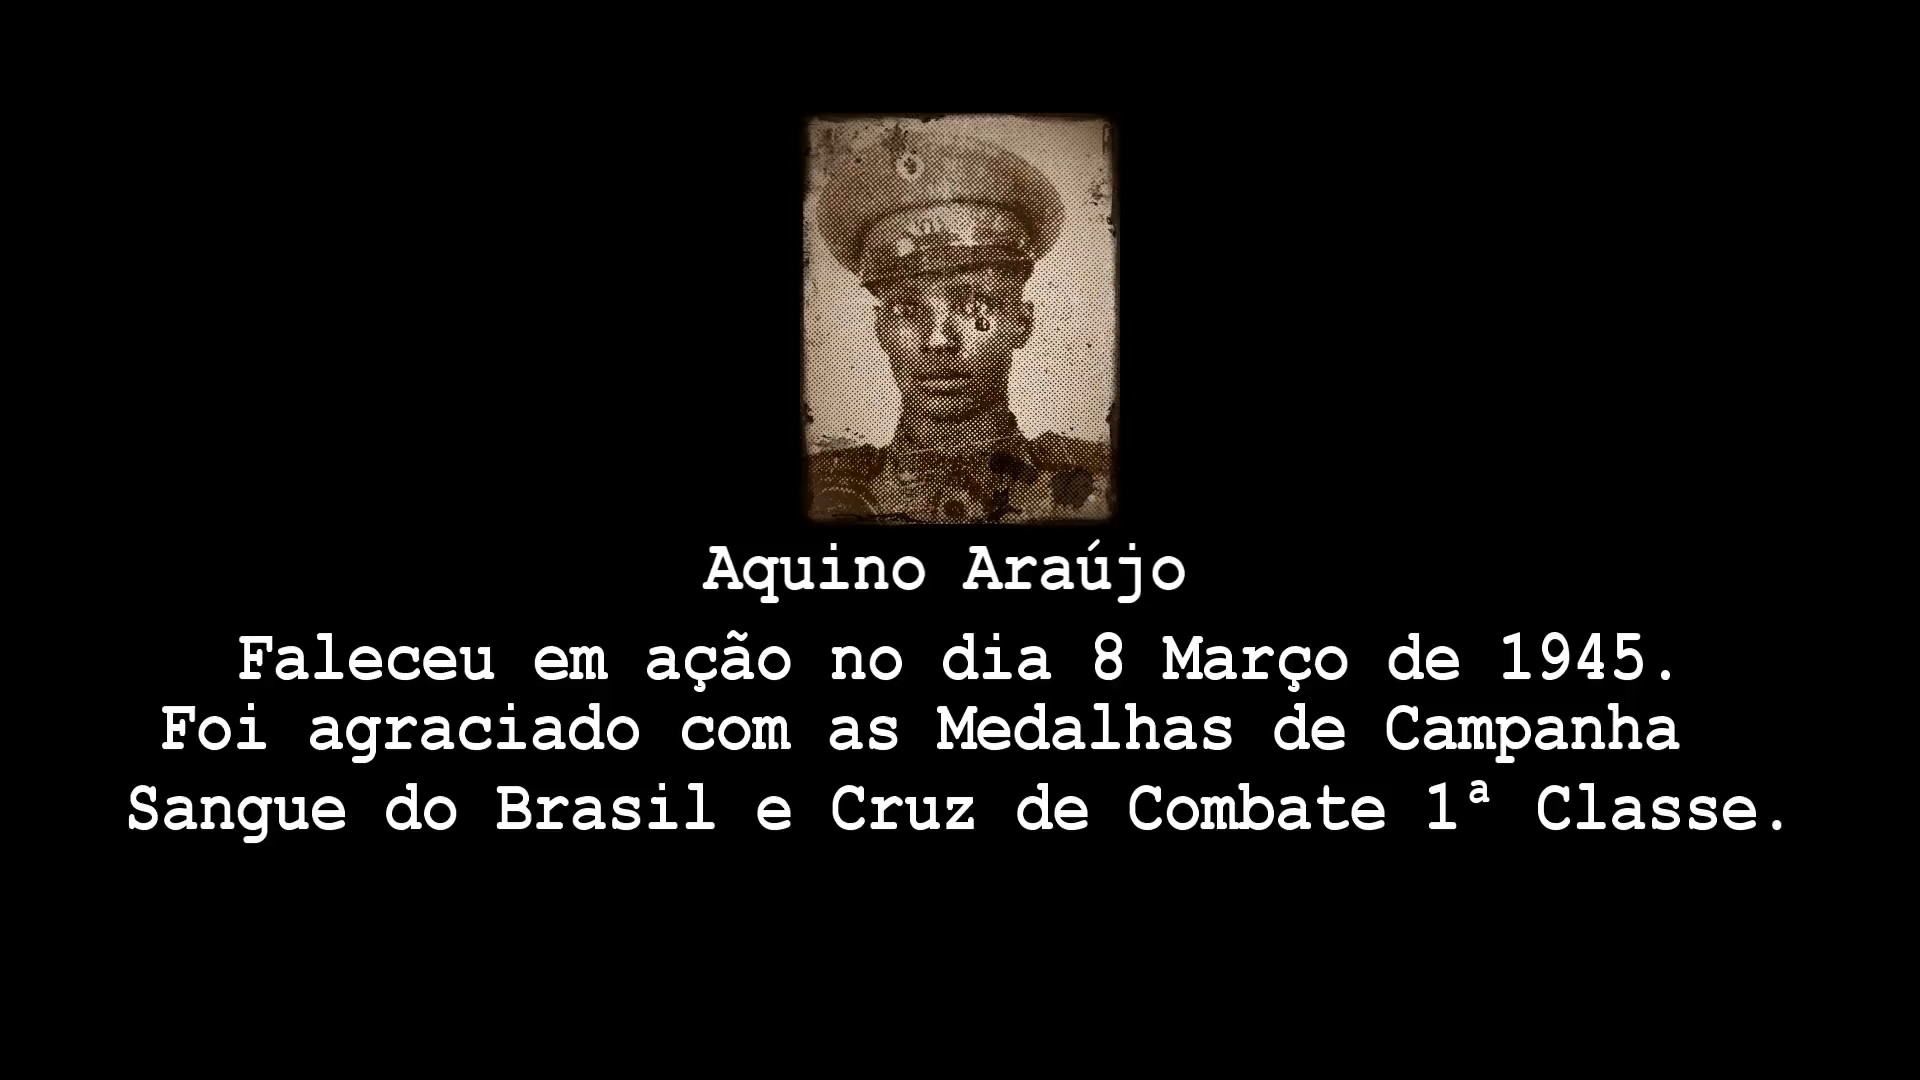 Aquino Araújo
Faleceu em ação no dia 8 Março de 1945.
Foi agraciado com as Medalhas de Campanha
Sangue do Brasil e Cruz de Combate 1ª Classe.